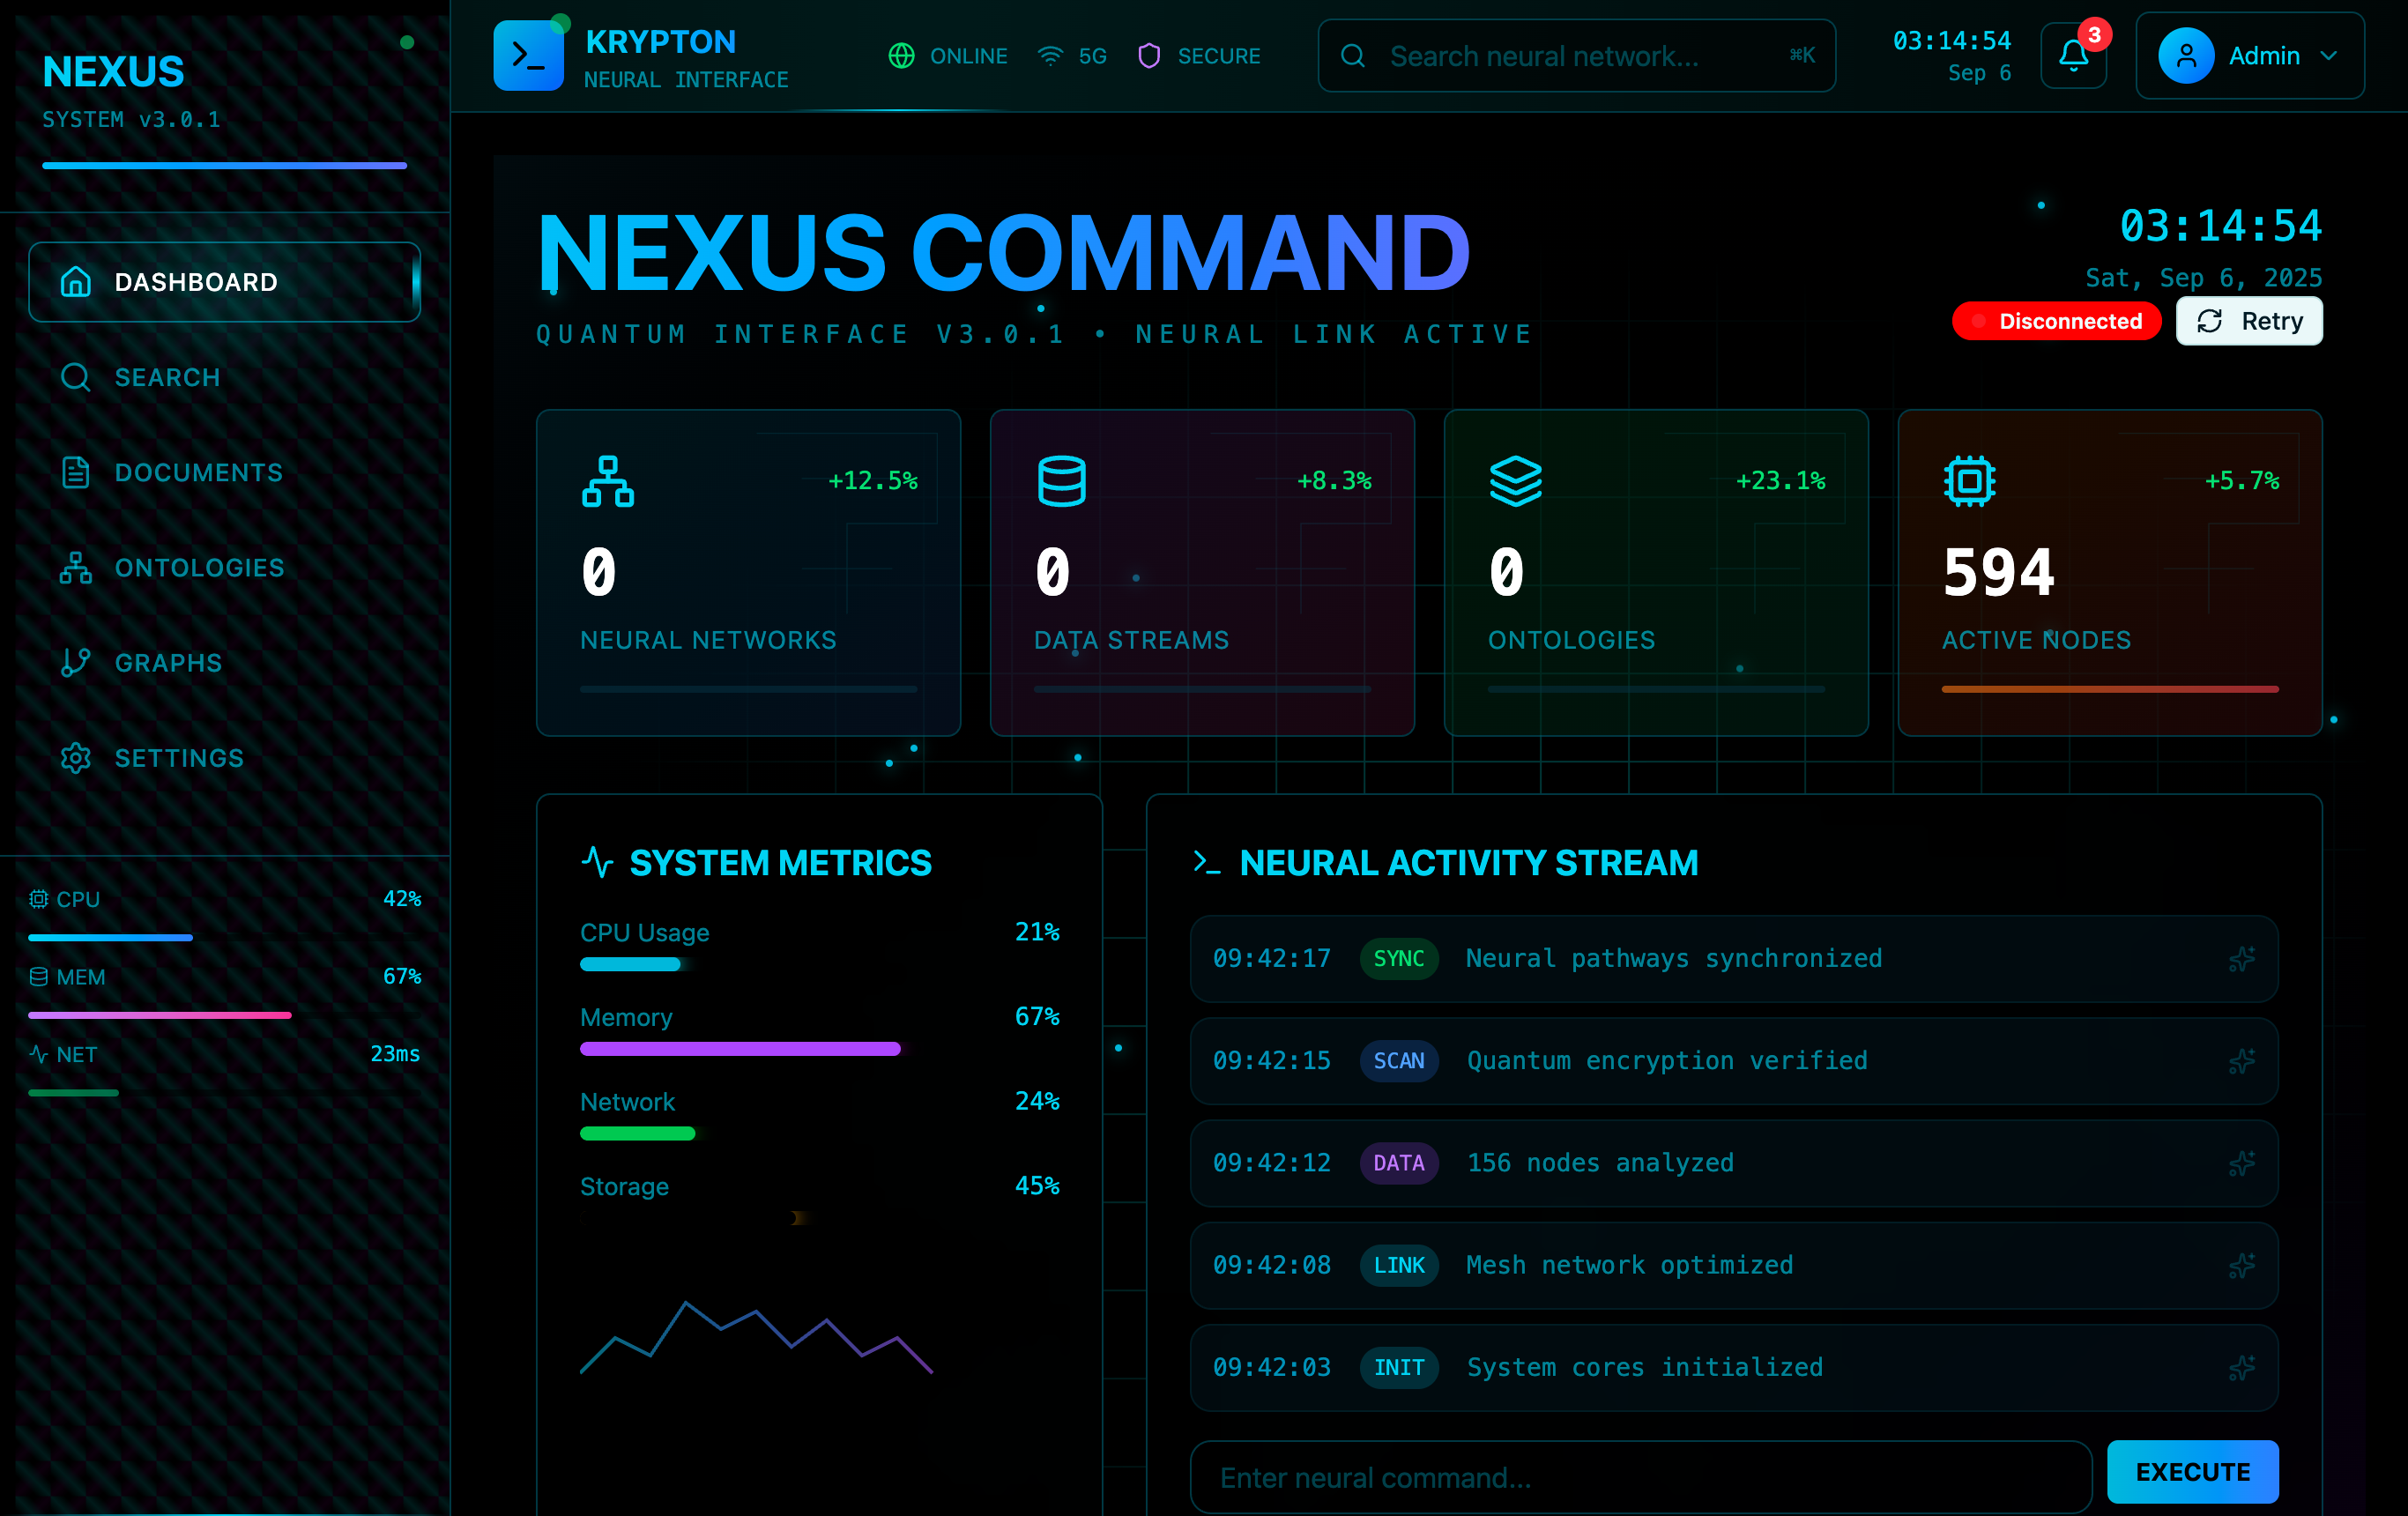 NEXUS
SYSTEM v3.0.1
DASHBOARD
SEARCH
DOCUMENTS
ONTOLOGIES
GRAPHS
SETTINGS
CPU 42%
MEM 67%
NET 23ms
KRYPTON
NEURAL INTERFACE
ONLINE 5G SECURE
Search neural network... ⌘K
03:14:54
Sep 6
3
Admin
NEXUS COMMAND
QUANTUM INTERFACE V3.0.1 • NEURAL LINK ACTIVE
03:14:54
Sat, Sep 6, 2025
Disconnected Retry
+12.5%
0
NEURAL NETWORKS
+8.3%
0
DATA STREAMS
+23.1%
0
ONTOLOGIES
+5.7%
594
ACTIVE NODES
SYSTEM METRICS
CPU Usage 21%
Memory 67%
Network 24%
Storage 45%
NEURAL ACTIVITY STREAM
09:42:17 SYNC Neural pathways synchronized
09:42:15 SCAN Quantum encryption verified
09:42:12 DATA 156 nodes analyzed
09:42:08 LINK Mesh network optimized
09:42:03 INIT System cores initialized
Enter neural command... EXECUTE